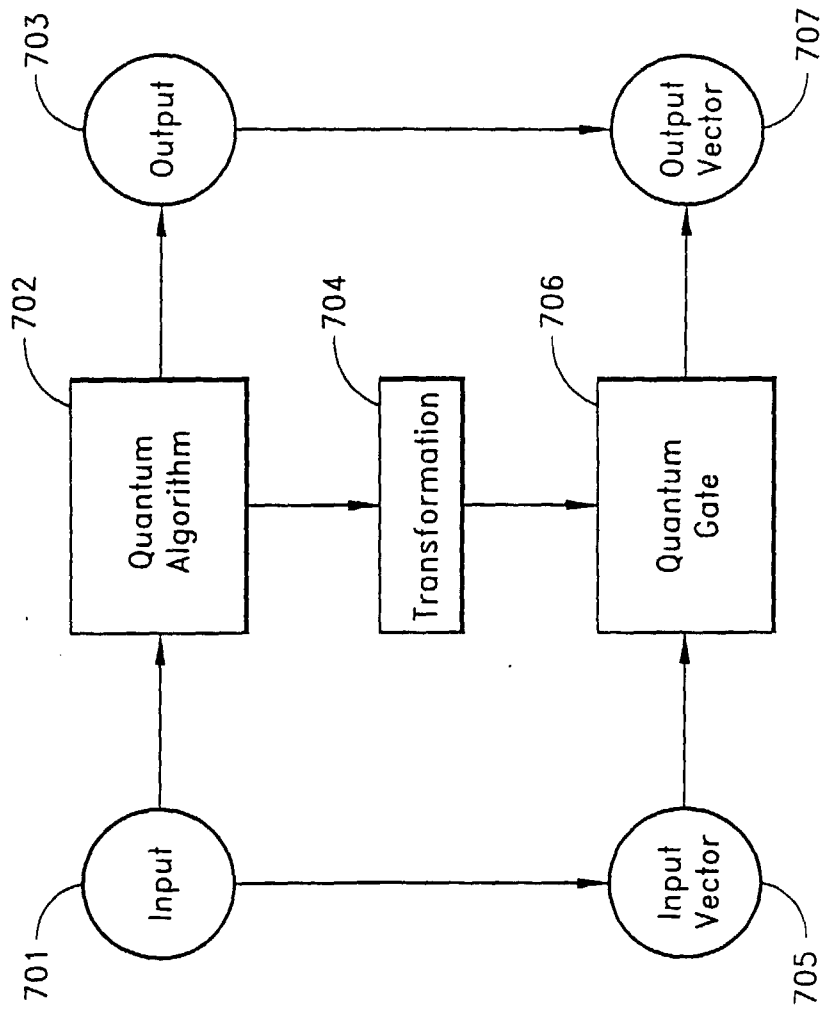 701
702
703
Input
Quantum
Algorithm
Output
704
Transformation
706
Input
Vector
Quantum
Gate
Output
Vector
705
707